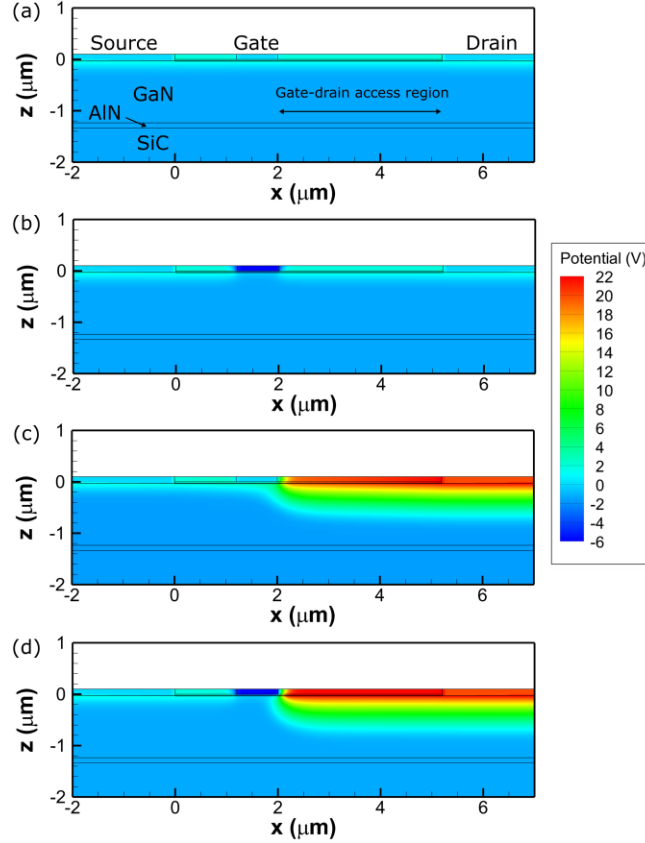 (a)
1
0
-1
-2
z (μm)
Source
Gate
Drain
GaN
Gate-drain access region
AlN
SiC
-2
0
2
4
6
x (μm)
(b)
1
0
-1
-2
z (μm)
-2
0
2
4
6
x (μm)
Potential (V)
22
20
18
16
14
12
10
8
6
4
2
0
-2
-4
-6
(c)
1
0
-1
-2
z (μm)
-2
0
2
4
6
x (μm)
(d)
1
0
-1
-2
z (μm)
-2
0
2
4
6
x (μm)